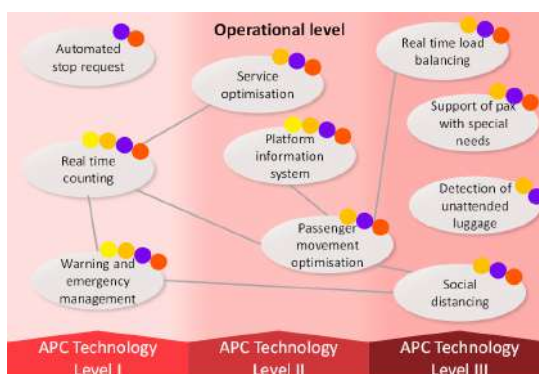 Operational level
Automated
stop request
Service
optimisation
Real time load
balancing
Support of pax
with special
needs
Real time
counting
Platform
information
system
Detection of
unattended
luggage
Passenger
movement
optimisation
Warning and
emergency
management
Social
distancing
APC Technology
Level I
APC Technology
Level II
APC Technology
Level III